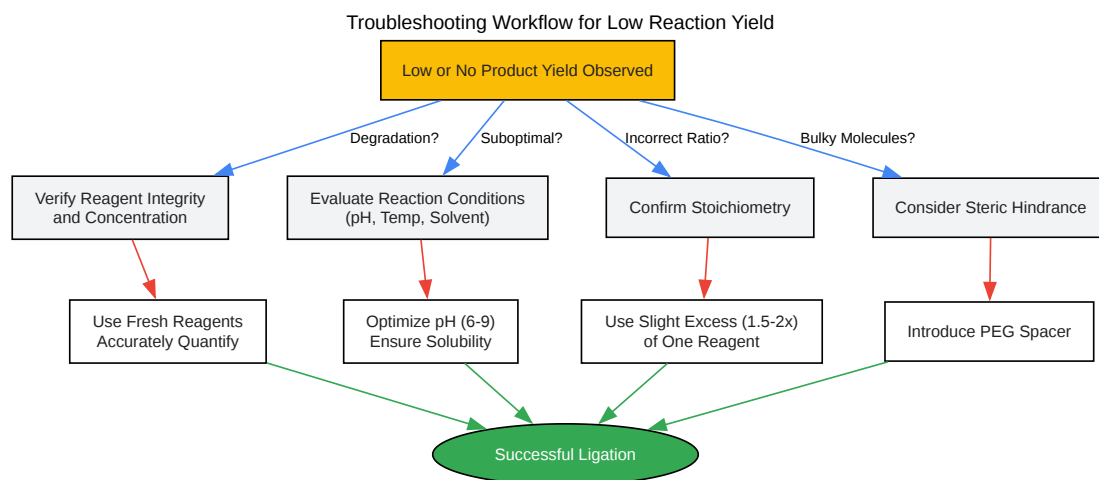 Troubleshooting Workflow for Low Reaction Yield
Low or No Product Yield Observed
Degradation?
Suboptimal?
Incorrect Ratio?
Bulky Molecules?
Verify Reagent Integrity
and Concentration
Evaluate Reaction Conditions
(pH, Temp, Solvent)
Confirm Stoichiometry
Consider Steric Hindrance
Use Fresh Reagents
Accurately Quantify
Optimize pH (6-9)
Ensure Solubility
Use Slight Excess (1.5-2x)
of One Reagent
Introduce PEG Spacer
Successful Ligation